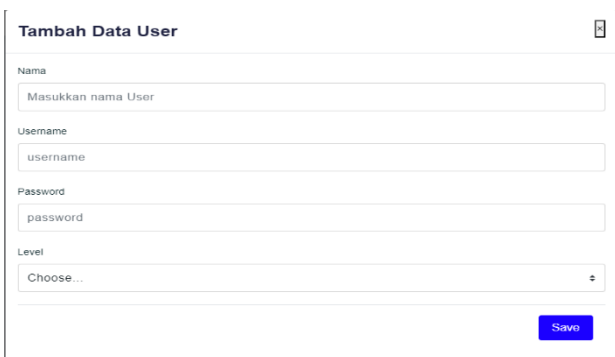 Tambah Data User
×
Nama
Masukkan nama User
Username
username
Password
password
Level
Choose...
Save